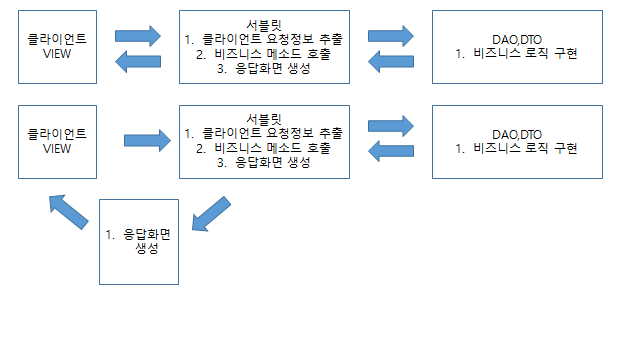 클라이언트
VIEW
서블릿
1. 클라이언트 요청정보 추출
2. 비즈니스 메소드 호출
3. 응답화면 생성
DAO,DTO
1. 비즈니스 로직 구현
클라이언트
VIEW
서블릿
1. 클라이언트 요청정보 추출
2. 비즈니스 메소드 호출
3. 응답화면 생성
DAO,DTO
1. 비즈니스 로직 구현
1. 응답화면
생성